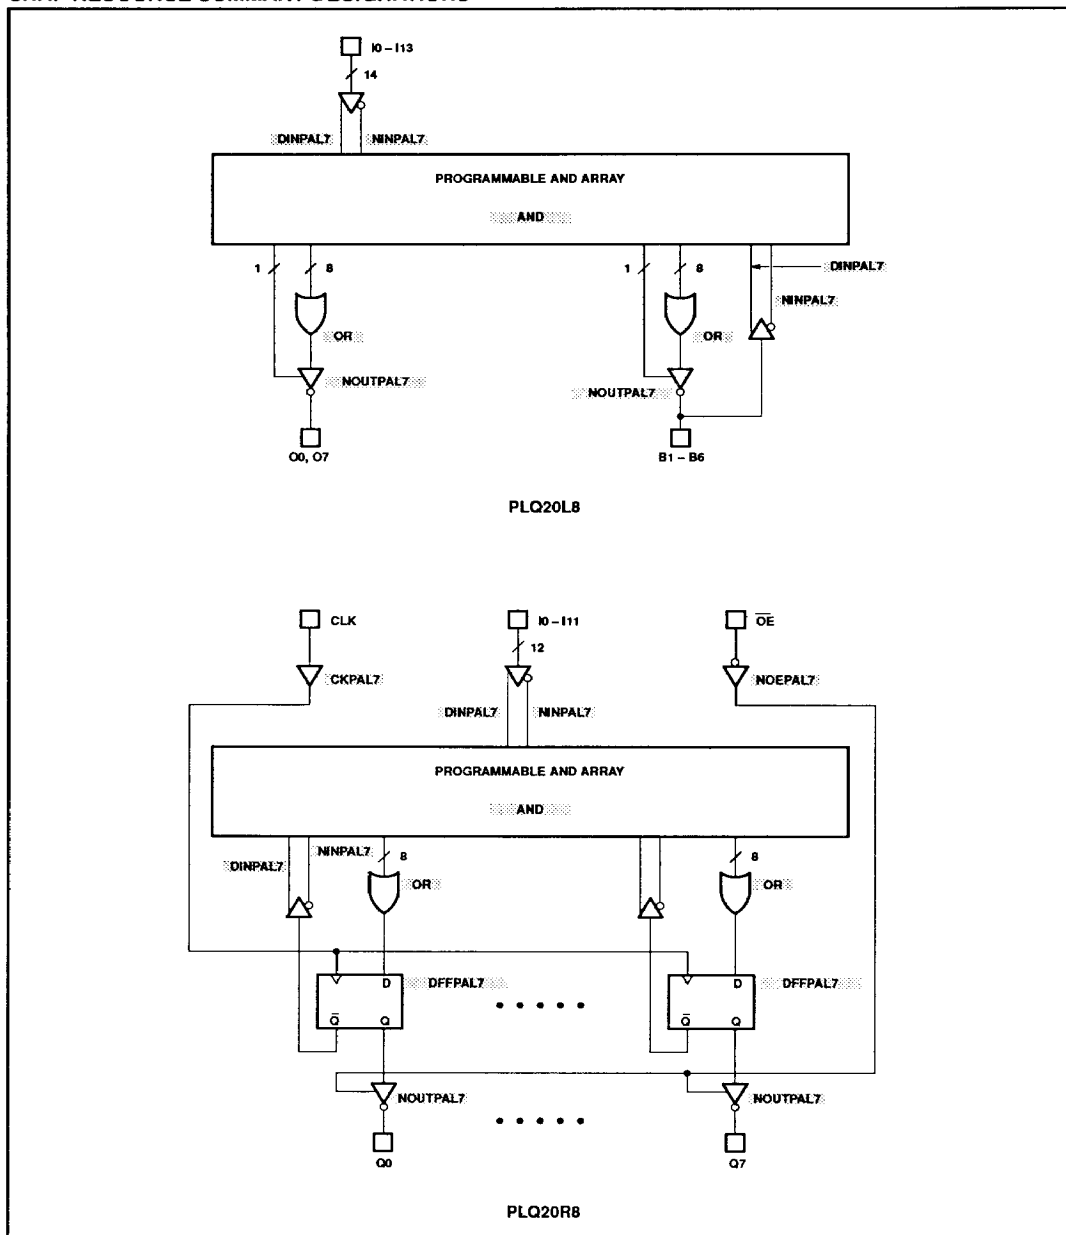 I0 – I13
14
DINPAL7 NINPAL7
PROGRAMMABLE AND ARRAY
AND
1 8 1 8 DINPAL7
NINPAL7
OR OR
NOUTPAL7 NOUTPAL7
O0, O7 B1 – B6
PLQ20L8
CLK I0 – I11 OE
12
CKPAL7 NOEPAL7
DINPAL7 NINPAL7
PROGRAMMABLE AND ARRAY
AND
NINPAL7 8 8
DINPAL7
OR OR
D DFFPAL7 D DFFPAL7
Q Q Q Q
NOUTPAL7 NOUTPAL7
Q0 Q7
PLQ20R8